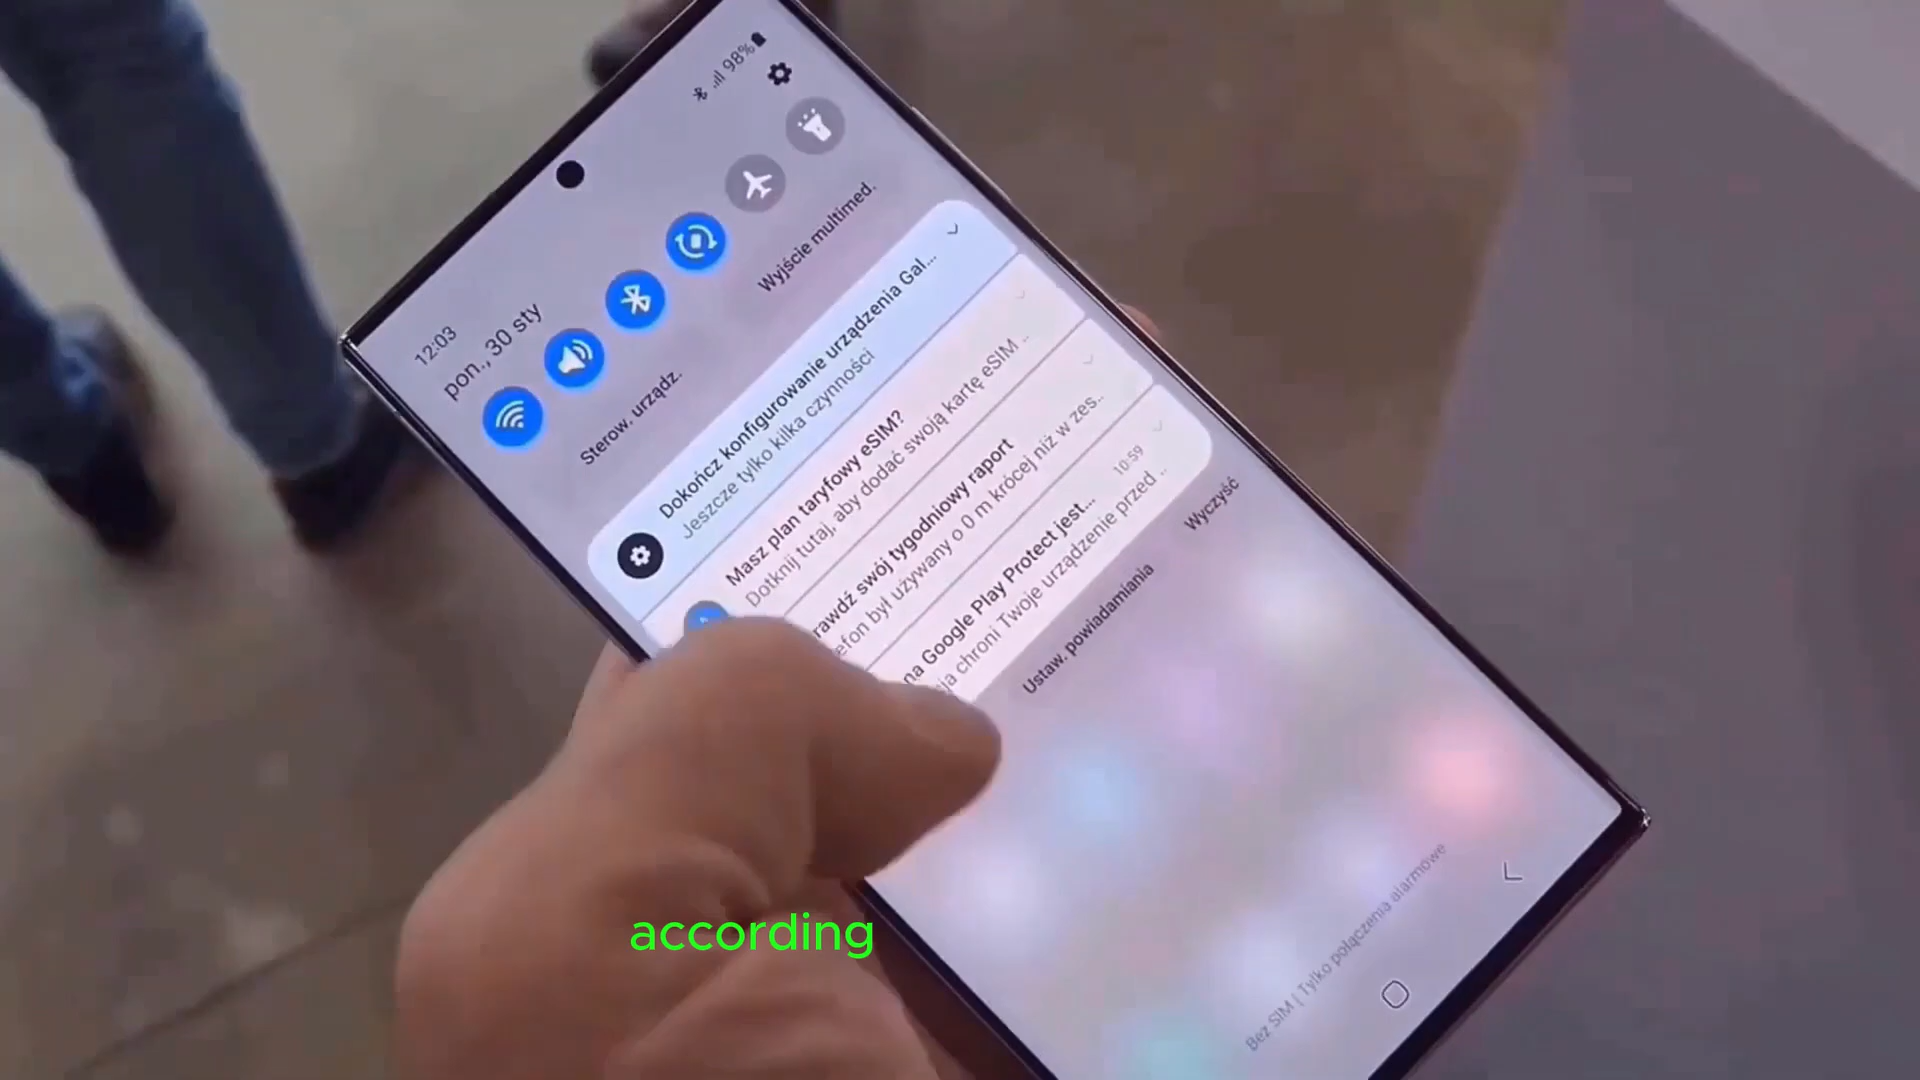 98%
12:03
pon., 30 sty
Sterow. urządz.
Wyjście multimed.
Dokończ konfigurowanie urządzenia Gal...
Jeszcze tylko kilka czynności
Masz plan taryfowy eSIM?
Dotknij tutaj, aby dodać swoją kartę eSIM ..
rawdź swój tygodniowy raport
efon był używany o 0 m krócej niż w zes..
na Google Play Protect jest...
10:59
ja chroni Twoje urządzenie przed ..
Ustaw. powiadamiania
Wyczyść
Bez SIM | Tylko połączenia alarmowe
according